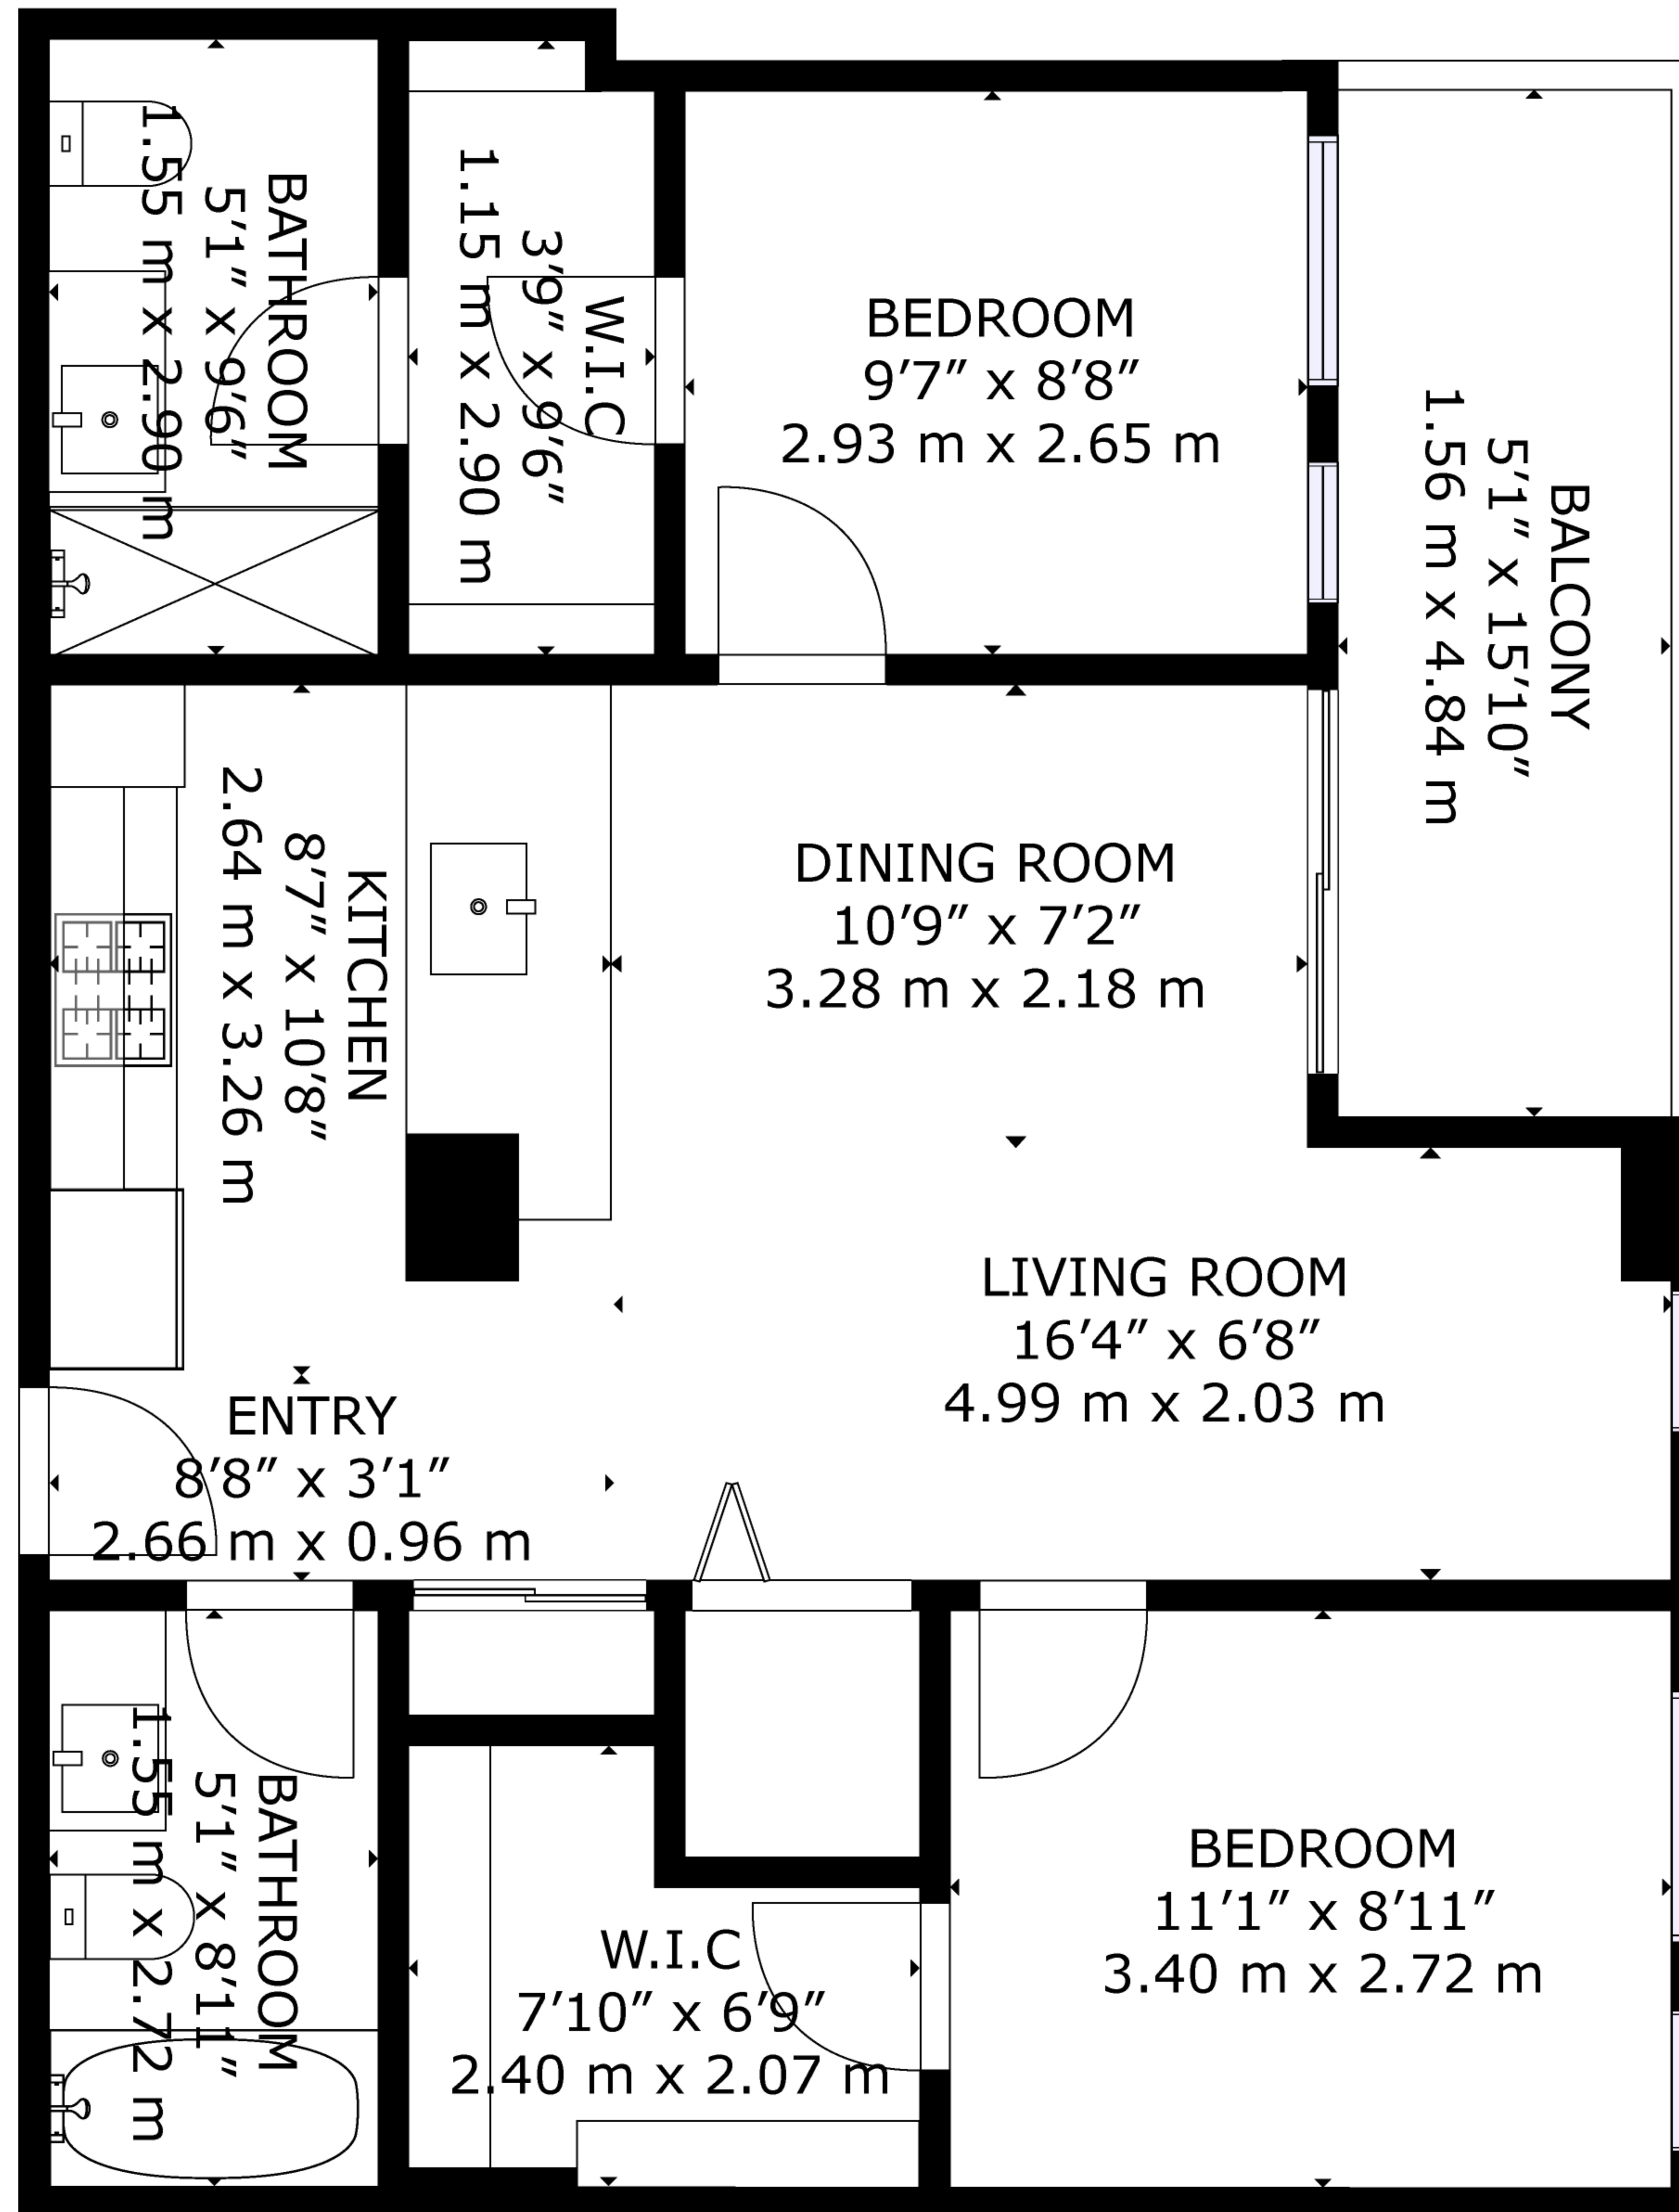 BATHROOM
5'1" x 9'6"
1.55 m x 2.90 m
W.I.C
3'9" x 9'6"
1.15 m x 2.90 m
BEDROOM
9'7" x 8'8"
2.93 m x 2.65 m
BALCONY
5'1" x 15'10"
1.56 m x 4.84 m
KITCHEN
8'7" x 10'8"
2.64 m x 3.26 m
DINING ROOM
10'9" x 7'2"
3.28 m x 2.18 m
LIVING ROOM
16'4" x 6'8"
4.99 m x 2.03 m
ENTRY
8'8" x 3'1"
2.66 m x 0.96 m
BATHROOM
5'1" x 8'11"
1.55 m x 2.72 m
W.I.C
7'10" x 6'9"
2.40 m x 2.07 m
BEDROOM
11'1" x 8'11"
3.40 m x 2.72 m